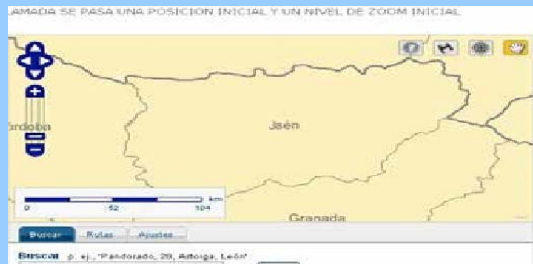 AMADA SE PASA UNA POSICION INICIAL Y UN NIVEL DE ZOOM INICIAL
Jaén
órdoba
km
0 52 104
Granada
Buscar Rutas Ajustes
Buscar p. ej., "Pandorado, 29, Astorga, León"